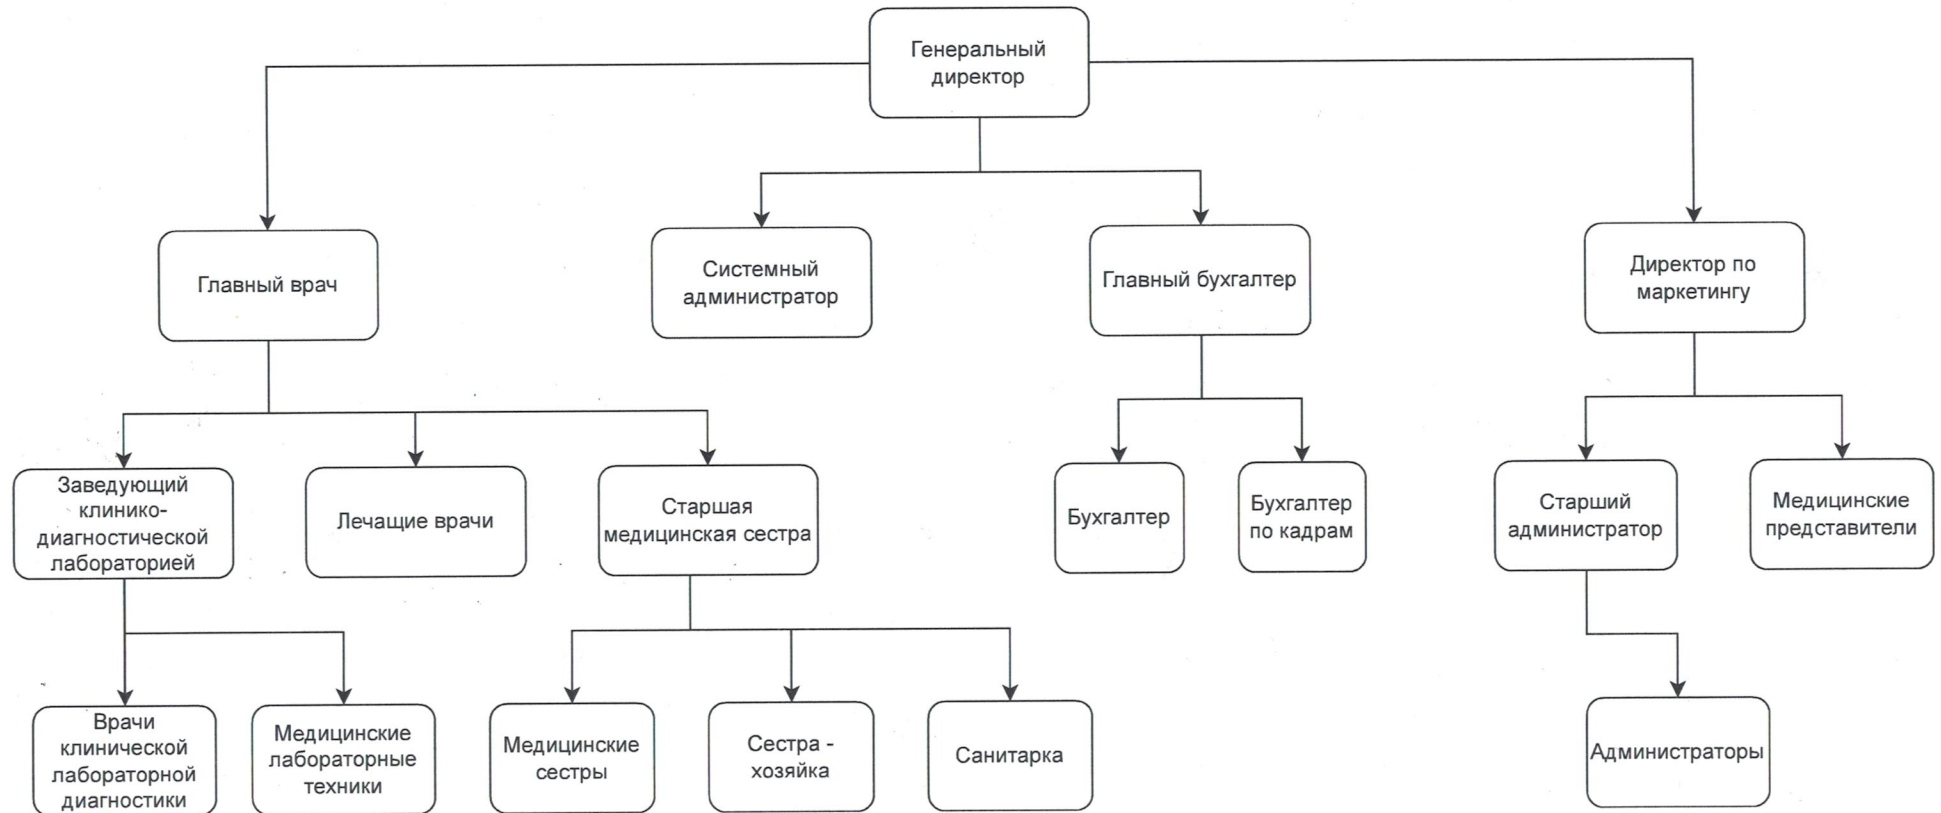 Генеральный
директор
Главный врач
Системный
администратор
Главный бухгалтер
Директор по
маркетингу
Заведующий
клинико-
диагностической
лабораторией
Лечащие врачи
Старшая
медицинская сестра
Бухгалтер
Бухгалтер
по кадрам
Старший
администратор
Медицинские
представители
Врачи
клинической
лабораторной
диагностики
Медицинские
лабораторные
техники
Медицинские
сестры
Сестра -
хозяйка
Санитарка
Администраторы